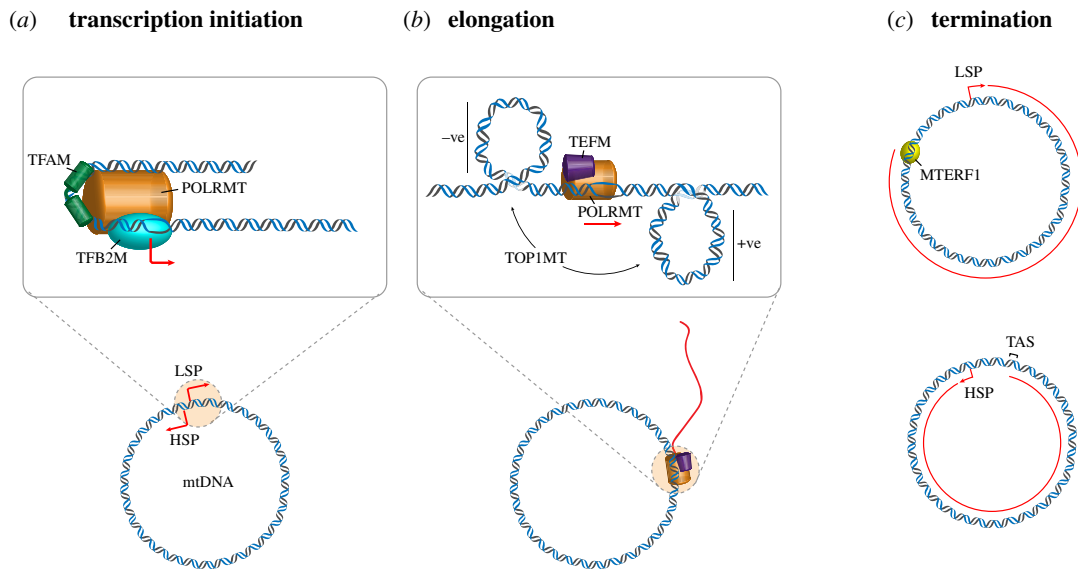 (a) transcription initiation
TFAM
POLRMT
TFB2M
LSP
HSP
mtDNA
(b) elongation
–ve
TEFM
POLRMT
TOP1MT
+ve
(c) termination
LSP
MTERF1
TAS
HSP